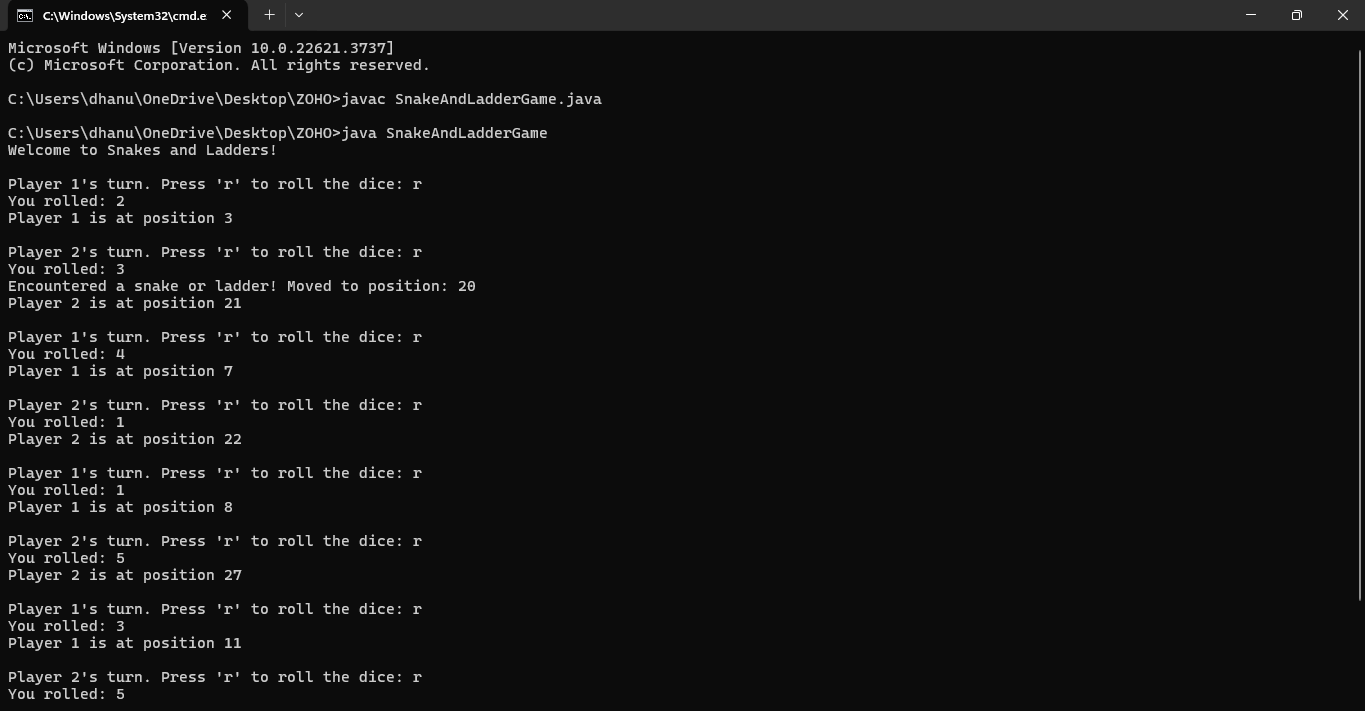 C:\Windows\System32\cmd.e
Microsoft Windows [Version 10.0.22621.3737]
(c) Microsoft Corporation. All rights reserved.
C:\Users\dhanu\OneDrive\Desktop\ZOHO>javac SnakeAndLadderGame.java
C:\Users\dhanu\OneDrive\Desktop\ZOHO>java SnakeAndLadderGame
Welcome to Snakes and Ladders!
Player 1's turn. Press 'r' to roll the dice: r
You rolled: 2
Player 1 is at position 3
Player 2's turn. Press 'r' to roll the dice: r
You rolled: 3
Encountered a snake or ladder! Moved to position: 20
Player 2 is at position 21
Player 1's turn. Press 'r' to roll the dice: r
You rolled: 4
Player 1 is at position 7
Player 2's turn. Press 'r' to roll the dice: r
You rolled: 1
Player 2 is at position 22
Player 1's turn. Press 'r' to roll the dice: r
You rolled: 1
Player 1 is at position 8
Player 2's turn. Press 'r' to roll the dice: r
You rolled: 5
Player 2 is at position 27
Player 1's turn. Press 'r' to roll the dice: r
You rolled: 3
Player 1 is at position 11
Player 2's turn. Press 'r' to roll the dice: r
You rolled: 5